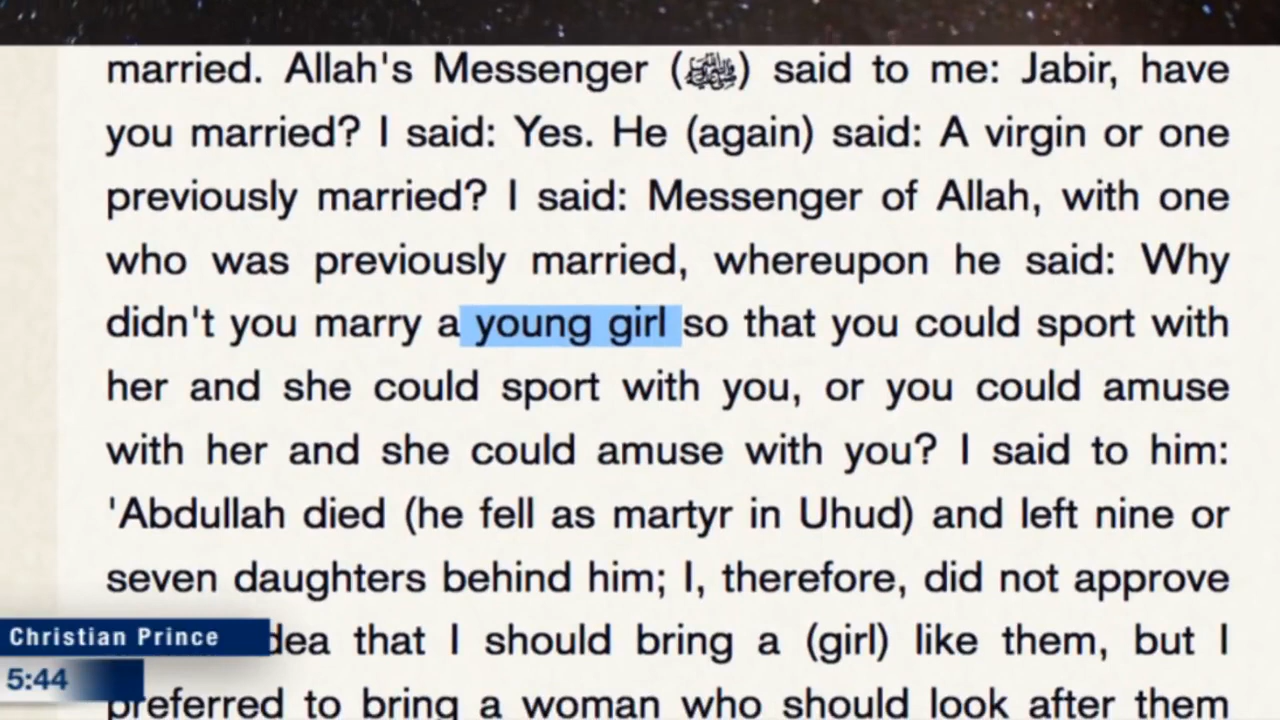 married. Allah's Messenger (ﷺ) said to me: Jabir, have
you married? I said: Yes. He (again) said: A virgin or one
previously married? I said: Messenger of Allah, with one
who was previously married, whereupon he said: Why
didn't you marry a young girl so that you could sport with
her and she could sport with you, or you could amuse
with her and she could amuse with you? I said to him:
'Abdullah died (he fell as martyr in Uhud) and left nine or
seven daughters behind him; I, therefore, did not approve
dea that I should bring a (girl) like them, but I
preferred to bring a woman who should look after them
Christian Prince
5:44